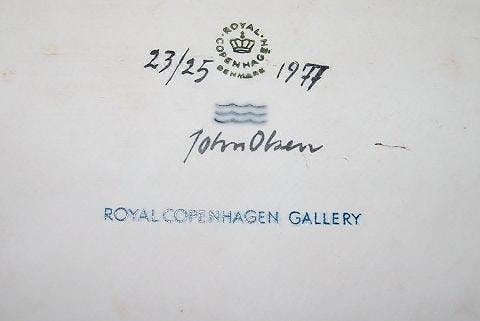 ROYAL COPENHAGEN DENMARK
23/25 1977
John Olsen
ROYAL COPENHAGEN GALLERY